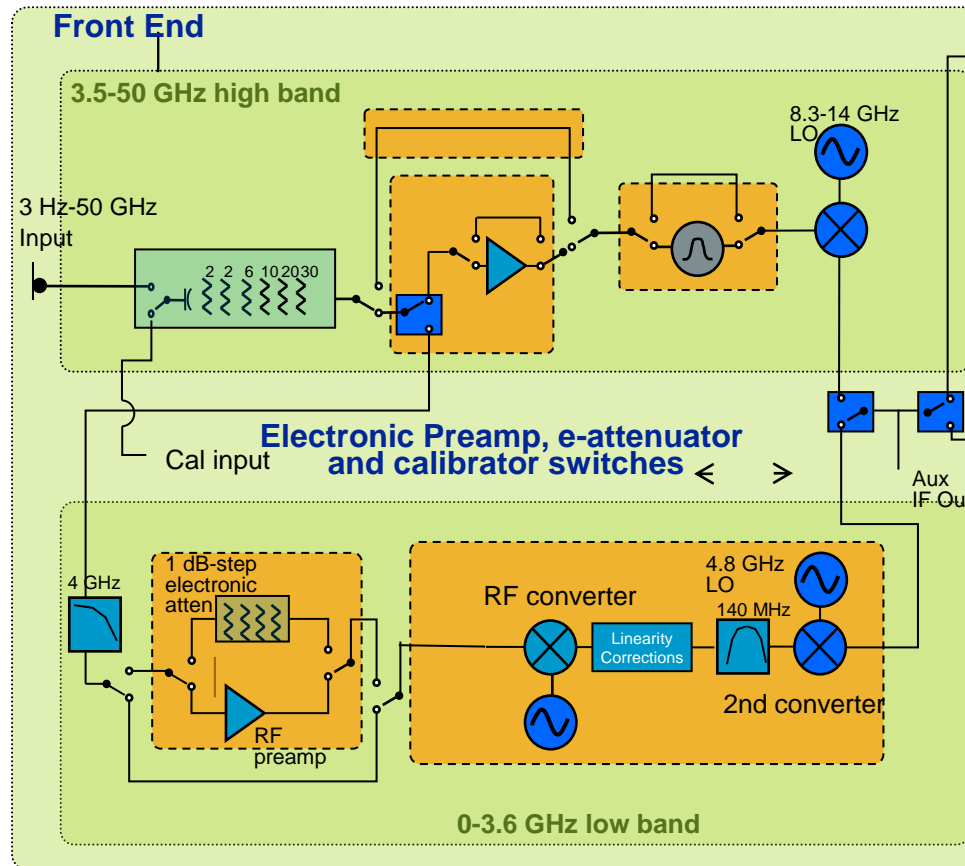 Front End
3.5-50 GHz high band
8.3-14 GHz
LO
3 Hz-50 GHz
Input
2 2 6 10 20 30
Electronic Preamp, e-attenuator
and calibrator switches
Cal input
Aux
IF Ou
1 dB-step
electronic
atten
4 GHz
4.8 GHz
LO
RF converter
140 MHz
Linearity
Corrections
2nd converter
RF
preamp
0-3.6 GHz low band